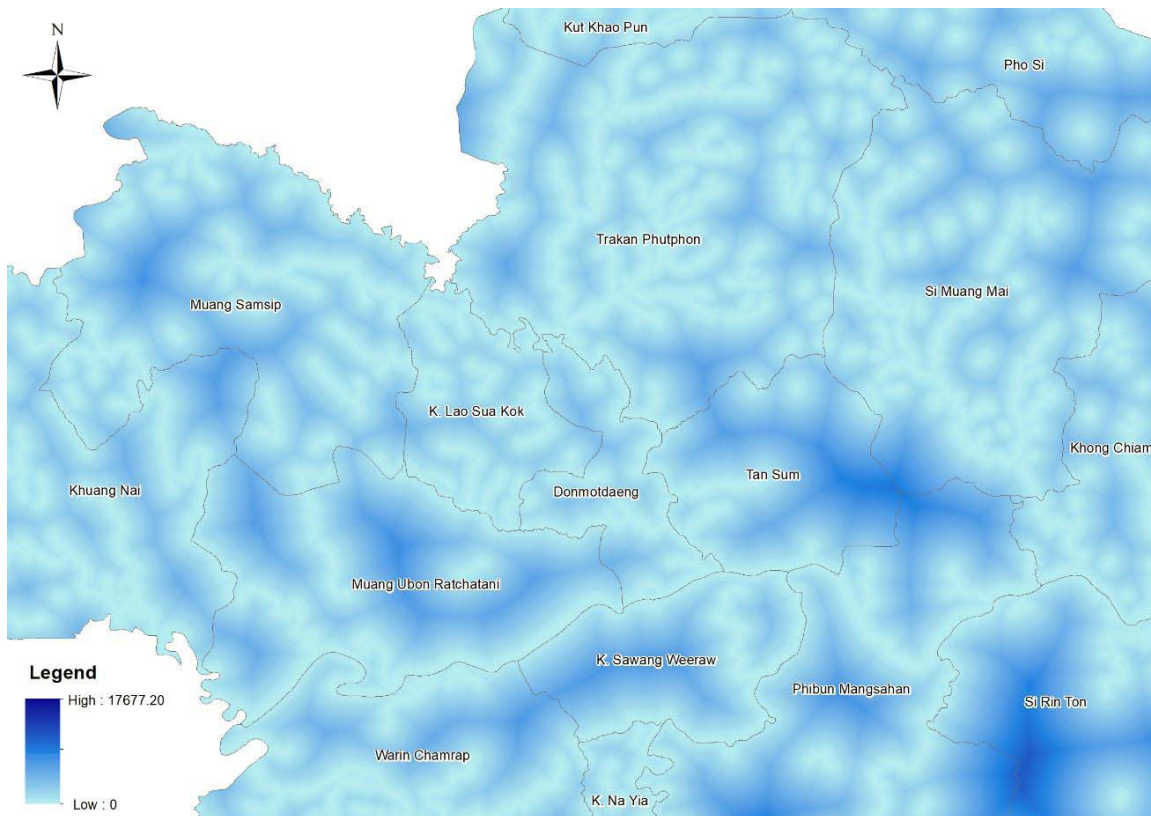 Kut Khao Pun
N
Pho Si
Trakan Phutphon
Si Muang Mai
Muang Samsip
K. Lao Sua Kok
Khong Chiam
Tan Sum
Khuang Nai
Donmotdaeng
Muang Ubon Ratchatani
K. Sawang Weeraw
Phibun Mangsahan
Si Rin Ton
Warin Chamrap
K. Na Yia
Legend
High : 17677.20
Low : 0